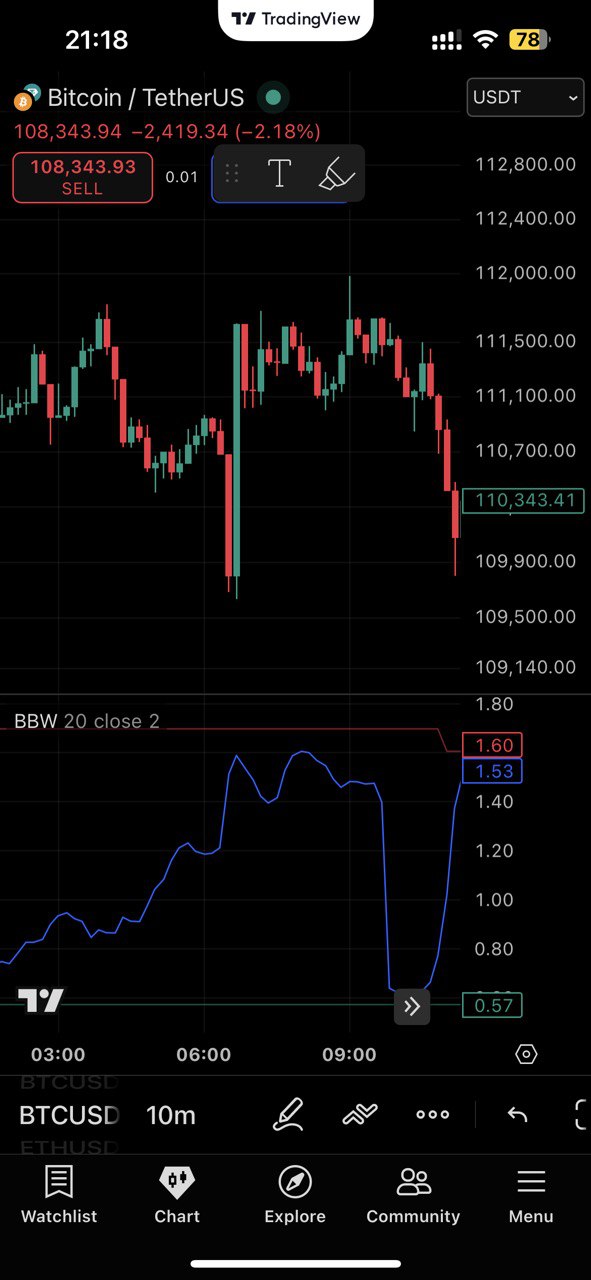 21:18
TradingView
78
Bitcoin / TetherUS
USDT
108,343.94 −2,419.34 (−2.18%)
108,343.93
SELL
0.01
T
112,800.00
112,400.00
112,000.00
111,500.00
111,100.00
110,700.00
110,343.41
109,900.00
109,500.00
109,140.00
BBW 20 close 2
1.80
1.60
1.53
1.40
1.20
1.00
0.80
0.57
03:00 06:00 09:00
BTCUSD
BTCUSD 10m
ETHUSD
Watchlist Chart Explore Community Menu